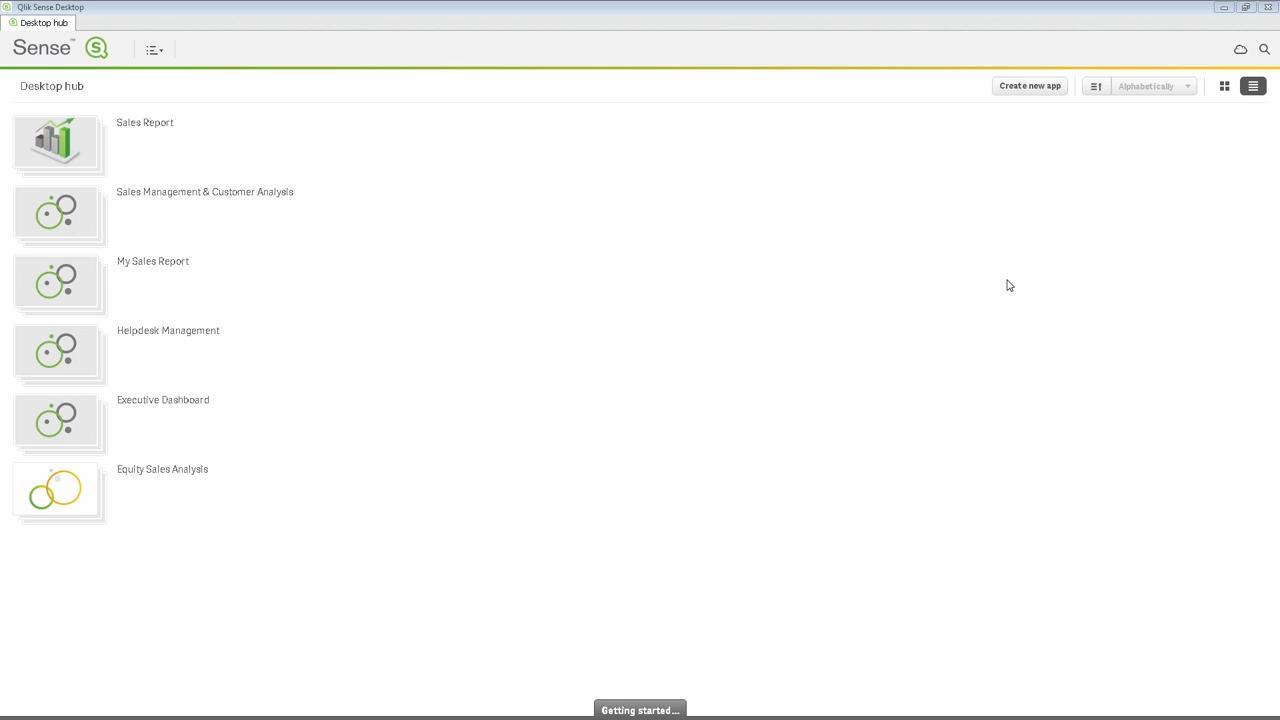 Qlik Sense Desktop
Desktop hub
Sense™
Desktop hub
Create new app
Alphabetically
Sales Report
Sales Management & Customer Analysis
My Sales Report
Helpdesk Management
Executive Dashboard
Equity Sales Analysis
Getting started...